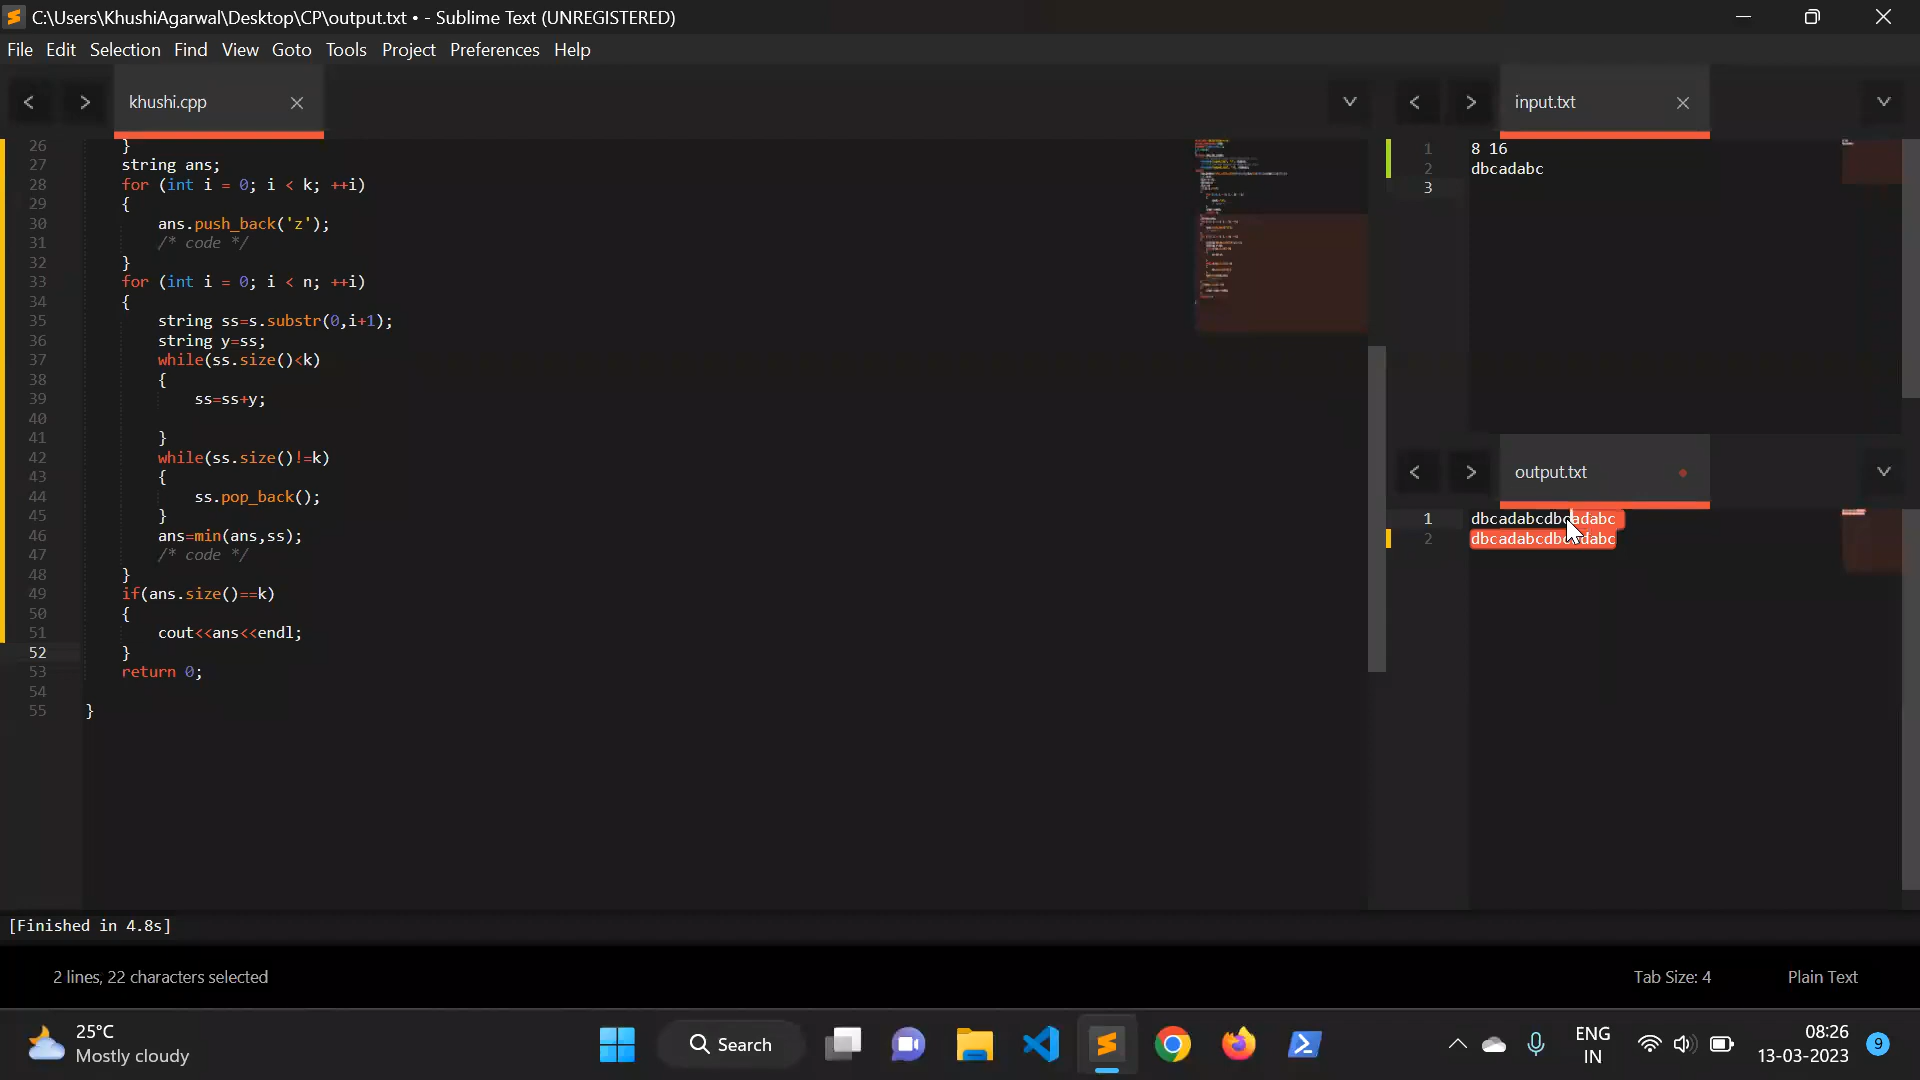 C:\Users\KhushiAgarwal\Desktop\CP\output.txt • - Sublime Text (UNREGISTERED)
File Edit Selection Find View Goto Tools Project Preferences Help
khushi.cpp
26 }
27 string ans;
28 for (int i = 0; i < k; ++i)
29 {
30 ans.push_back('z');
31 /* code */
32 }
33 for (int i = 0; i < n; ++i)
34 {
35 string ss=s.substr(0,i+1);
36 string y=ss;
37 while(ss.size()<k)
38 {
39 ss=ss+y;
40
41 }
42 while(ss.size()!=k)
43 {
44 ss.pop_back();
45 }
46 ans=min(ans,ss);
47 /* code */
48 }
49 if(ans.size()==k)
50 {
51 cout<<ans<<endl;
52 }
53 return 0;
54
55 }
input.txt
1 8 16
2 dbcadabc
3
output.txt
1 dbcadabcdbcadabc
2 dbcadabcdbcadabc
[Finished in 4.8s]
2 lines, 22 characters selected
Tab Size: 4
Plain Text
25°C
Mostly cloudy
Search
ENG
IN
08:26
13-03-2023
9